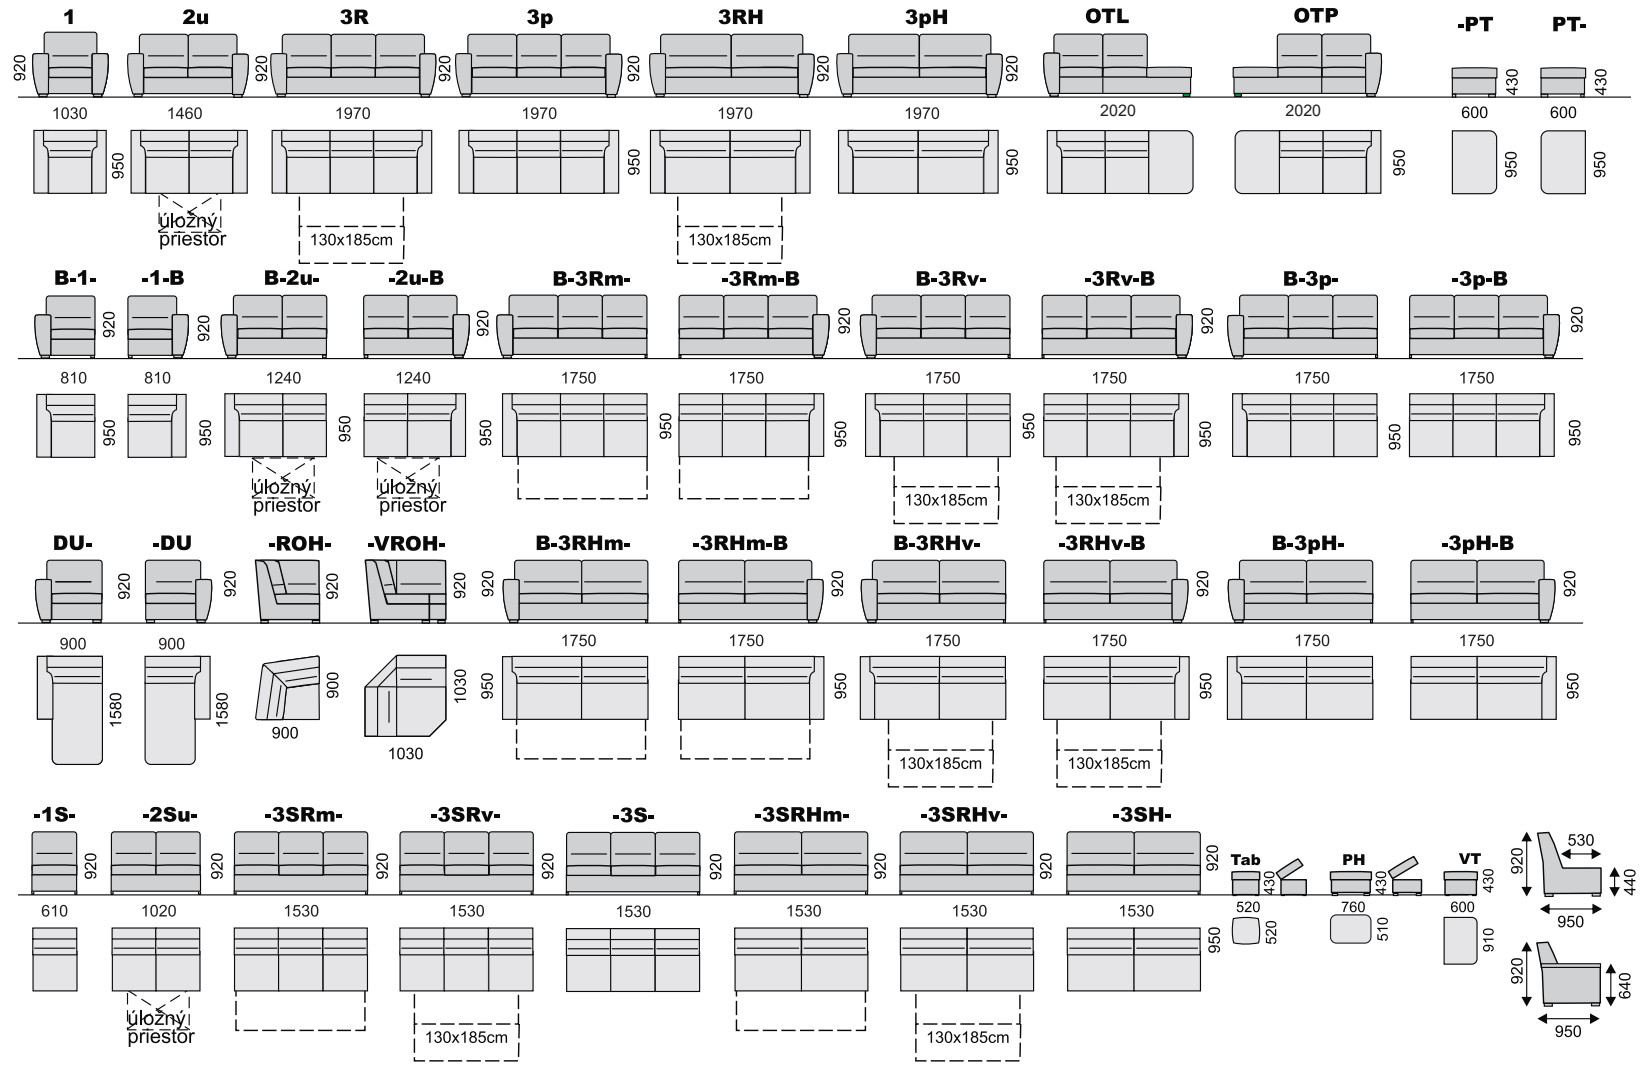 1 2u 3R 3p 3RH 3pH OTL OTP -PT PT-
920 920 920 920 920 920 430 430
1030 1460 1970 1970 1970 1970 2020 2020 600 600
950 950 950 950 950 950
úložný
priestor
130x185cm 130x185cm
B-1- -1-B B-2u- -2u-B B-3Rm- -3Rm-B B-3Rv- -3Rv-B B-3p- -3p-B
920 920 920 920 920 920
810 810 1240 1240 1750 1750 1750 1750 1750 1750
950 950 950 950 950 950 950 950 950 950
úložný úložný
priestor priestor
130x185cm 130x185cm
DU- -DU -ROH- -VROH- B-3RHm- -3RHm-B B-3RHv- -3RHv-B B-3pH- -3pH-B
920 920 920 920 920 920 920 920
900 900 1750 1750 1750 1750 1750 1750
1580 1580 900 1030 950 950 950 950
900
1030
130x185cm 130x185cm
-1S- -2Su- -3SRm- -3SRv- -3S- -3SRHm- -3SRHv- -3SH-
920 920 920 920 920 920 920 920
Tab PH VT
430 430 430
610 1020 1530 1530 1530 1530 1530 1530 520 760 600
950 520 510 910
úložný
priestor
130x185cm 130x185cm
530
920 440
950
920 640
950